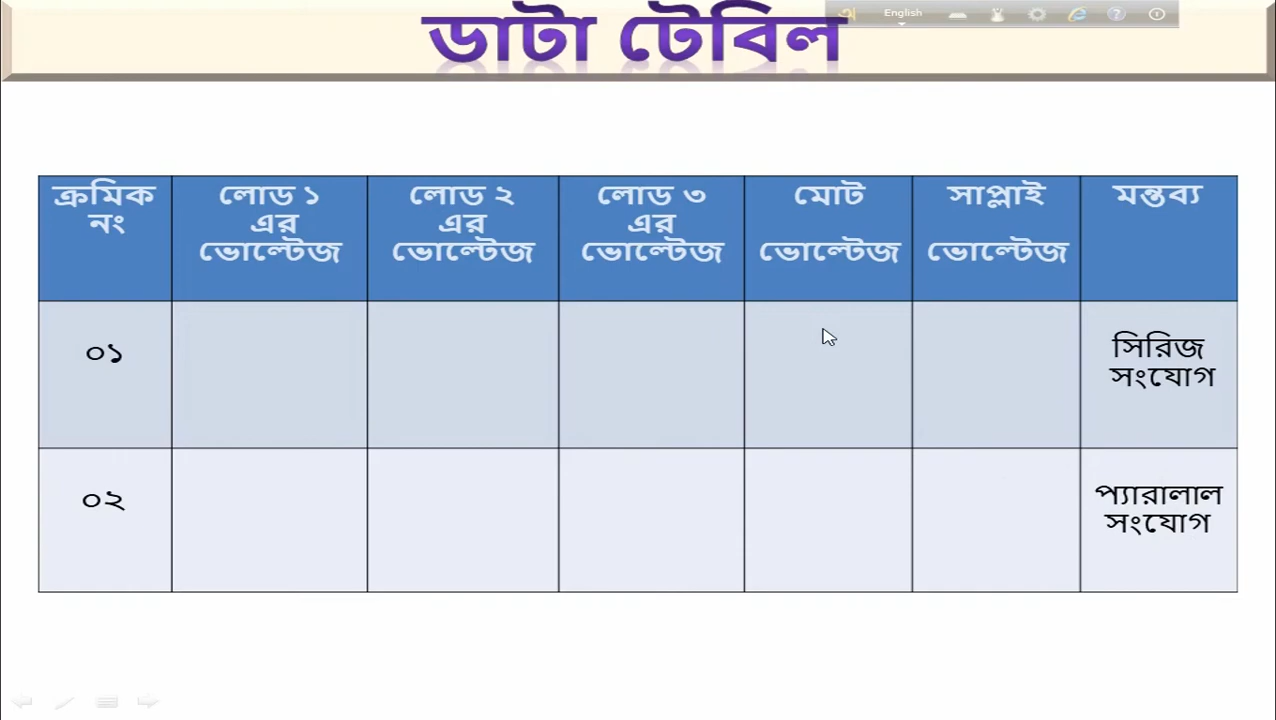 ডাটা টেবিল
English
ক্রমিক
নং
লোড ১
এর
ভোল্টেজ
লোড ২
এর
ভোল্টেজ
লোড ৩
এর
ভোল্টেজ
মোট
ভোল্টেজ
সাপ্লাই
ভোল্টেজ
মন্তব্য
০১
সিরিজ
সংযোগ
০২
প্যারালাল
সংযোগ